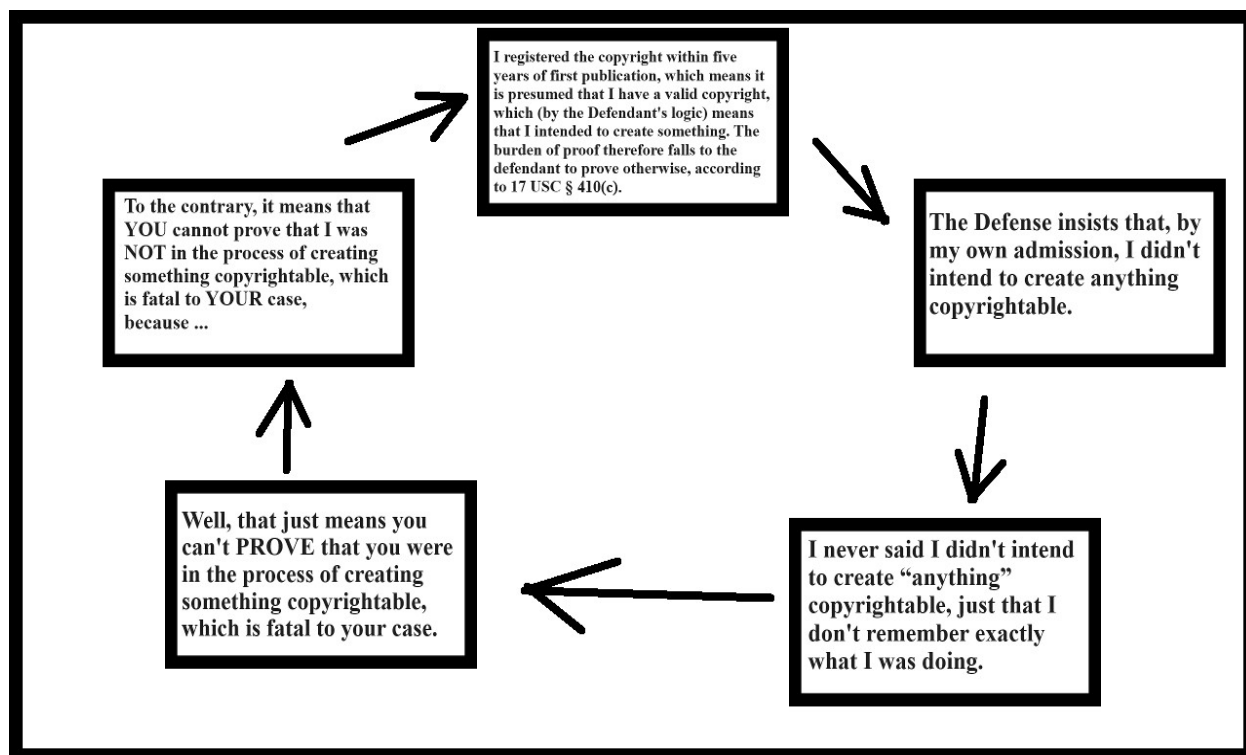 I registered the copyright within five
years of first publication, which means it
is presumed that I have a valid copyright,
which (by the Defendant's logic) means
that I intended to create something. The
burden of proof therefore falls to the
defendant to prove otherwise, according
to 17 USC § 410(c).
The Defense insists that, by
my own admission, I didn't
intend to create anything
copyrightable.
I never said I didn't intend
to create “anything”
copyrightable, just that I
don't remember exactly
what I was doing.
Well, that just means you
can't PROVE that you were
in the process of creating
something copyrightable,
which is fatal to your case.
To the contrary, it means that
YOU cannot prove that I was
NOT in the process of creating
something copyrightable, which
is fatal to YOUR case,
because ...